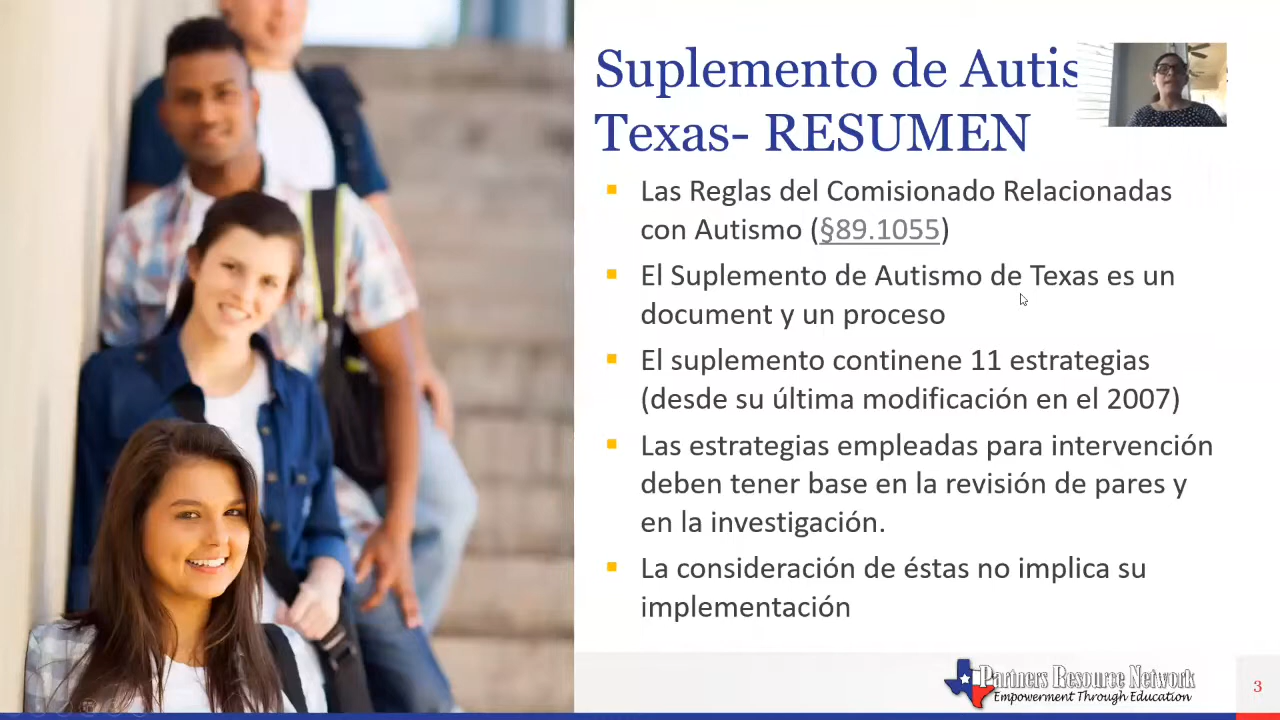 Suplemento de Autis
Texas- RESUMEN
Las Reglas del Comisionado Relacionadas
con Autismo (§89.1055)
El Suplemento de Autismo de Texas es un
document y un proceso
El suplemento continene 11 estrategias
(desde su última modificación en el 2007)
Las estrategias empleadas para intervención
deben tener base en la revisión de pares y
en la investigación.
La consideración de éstas no implica su
implementación
Partners Resource Network
Empowerment Through Education
3